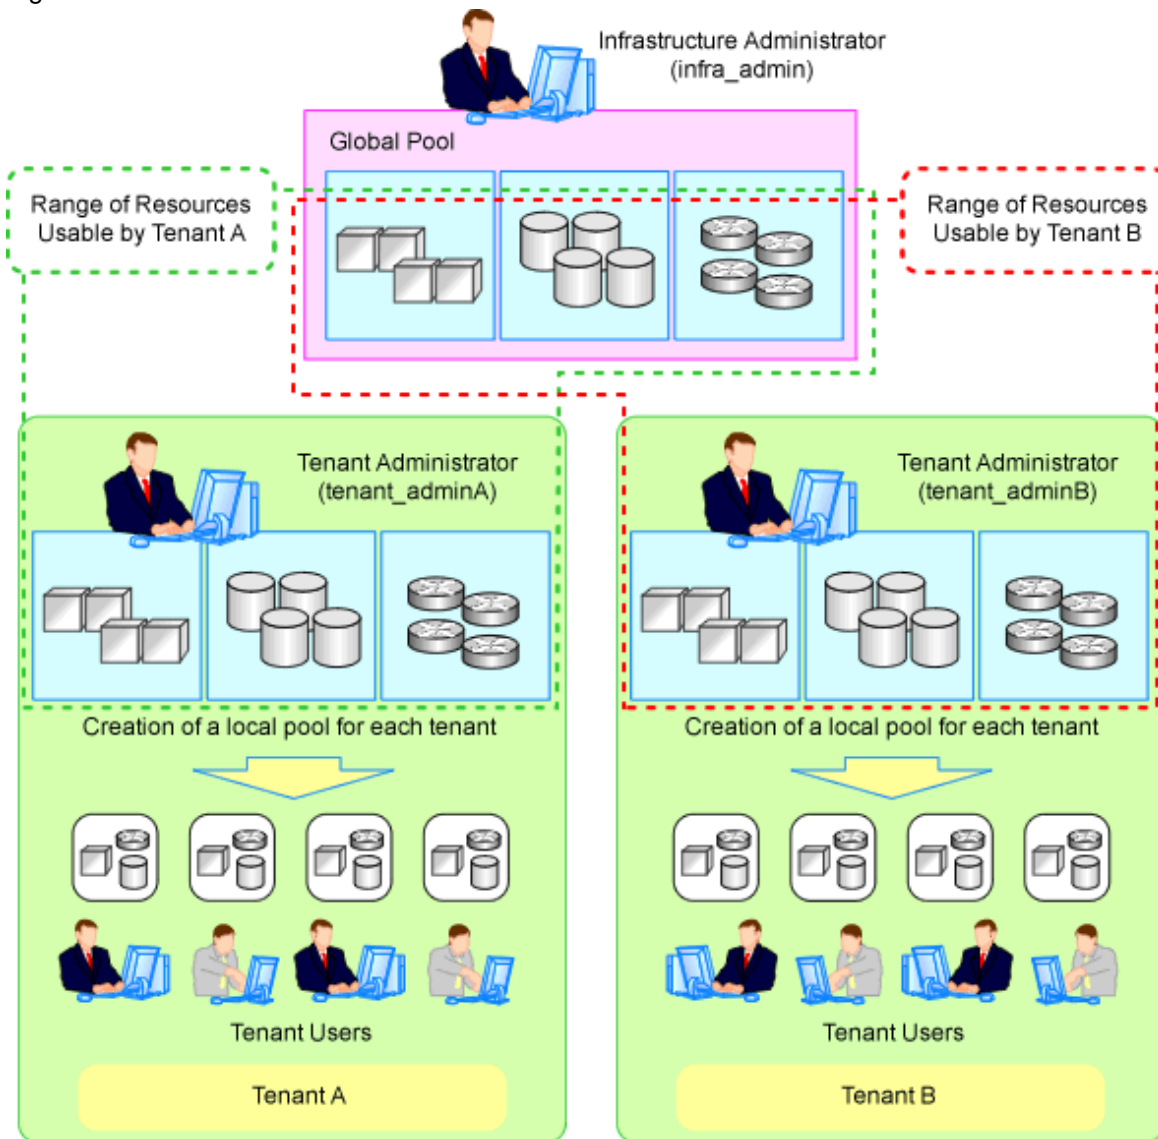 Infrastructure Administrator
(infra_admin)
Global Pool
Range of Resources
Usable by Tenant A
Range of Resources
Usable by Tenant B
Tenant Administrator
(tenant_adminA)
Creation of a local pool for each tenant
Tenant Users
Tenant A
Tenant Administrator
(tenant_adminB)
Creation of a local pool for each tenant
Tenant Users
Tenant B